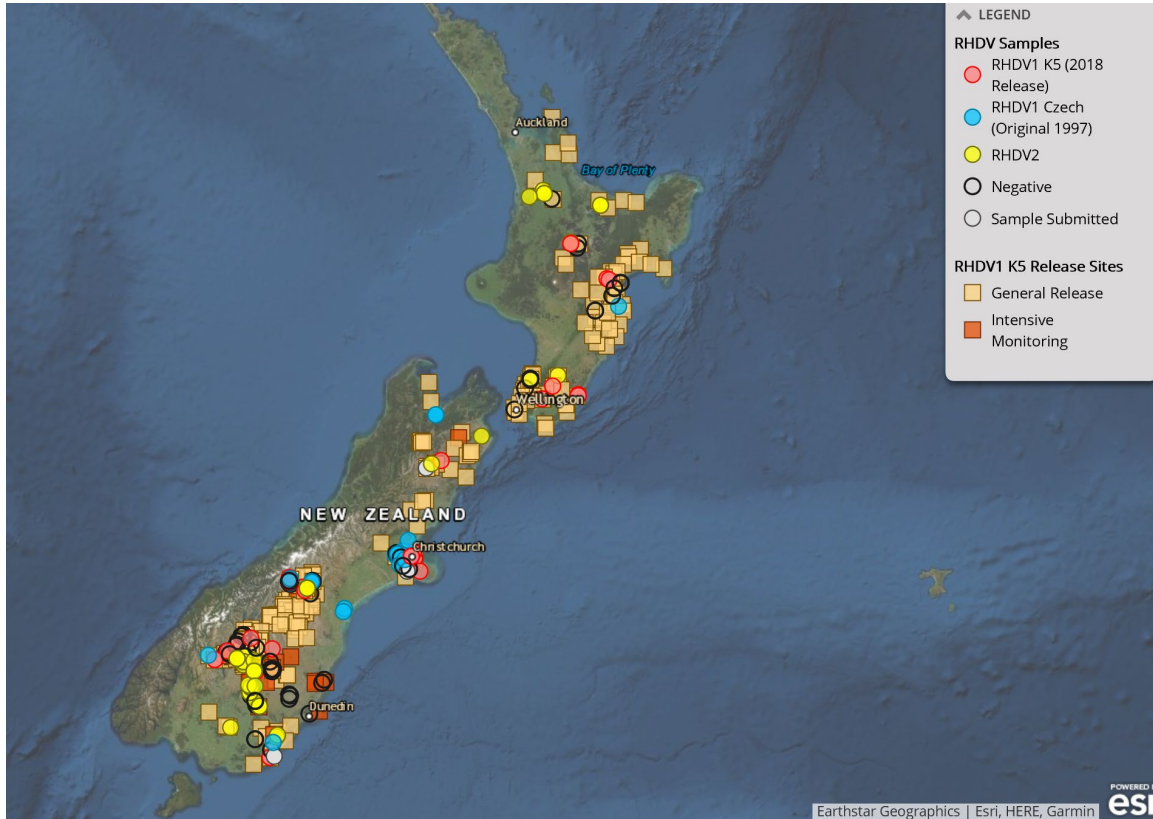 LEGEND
RHDV Samples
RHDV1 K5 (2018
Release)
RHDV1 Czech
(Original 1997)
RHDV2
Negative
Sample Submitted
RHDV1 K5 Release Sites
General Release
Intensive
Monitoring
Auckland
Bay of Plenty
Wellington
NEW ZEALAND
Christchurch
Dunedin
POWERED
esri
Earthstar Geographics | Esri, HERE, Garmin